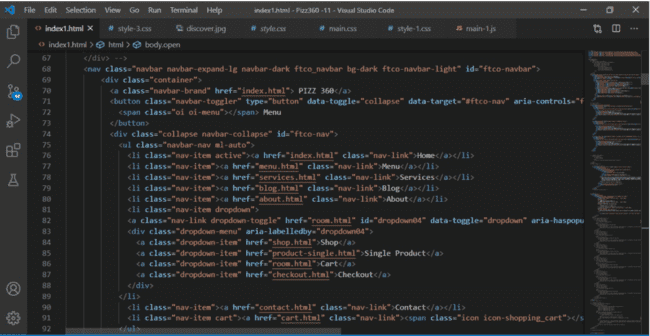 File Edit Selection View Go Run Terminal Help index1.html - Pizz360 -11 - Visual Studio Code
index1.html style-3.css discover.jpg style.css main.css style-1.css main-1.js
index1.html > html > body.open
67 </div> -->
68 <nav class="navbar navbar-expand-lg navbar-dark ftco_navbar bg-dark ftco-navbar-light" id="ftco-navbar">
69 <div class="container">
70 <a class="navbar-brand" href="index.html"> PIZZ 360</a>
71 <button class="navbar-toggler" type="button" data-toggle="collapse" data-target="#ftco-nav" aria-controls="f
72 <span class="oi oi-menu"></span> Menu
73 </button>
74 <div class="collapse navbar-collapse" id="ftco-nav">
75 <ul class="navbar-nav ml-auto">
76 <li class="nav-item active"><a href="index.html" class="nav-link">Home</a></li>
77 <li class="nav-item"><a href="menu.html" class="nav-link">Menu</a></li>
78 <li class="nav-item"><a href="services.html" class="nav-link">Services</a></li>
79 <li class="nav-item"><a href="blog.html" class="nav-link">Blog</a></li>
80 <li class="nav-item"><a href="about.html" class="nav-link">About</a></li>
81 <li class="nav-item dropdown">
82 <a class="nav-link dropdown-toggle" href="room.html" id="dropdown04" data-toggle="dropdown" aria-haspopu
83 <div class="dropdown-menu" aria-labelledby="dropdown04">
84 <a class="dropdown-item" href="shop.html">Shop</a>
85 <a class="dropdown-item" href="product-single.html">Single Product</a>
86 <a class="dropdown-item" href="room.html">Cart</a>
87 <a class="dropdown-item" href="checkout.html">Checkout</a>
88 </div>
89 </li>
90 <li class="nav-item"><a href="contact.html" class="nav-link">Contact</a></li>
91 <li class="nav-item cart"><a href="cart.html" class="nav-link"><span class="icon icon-shopping_cart"></s
92 </ul>